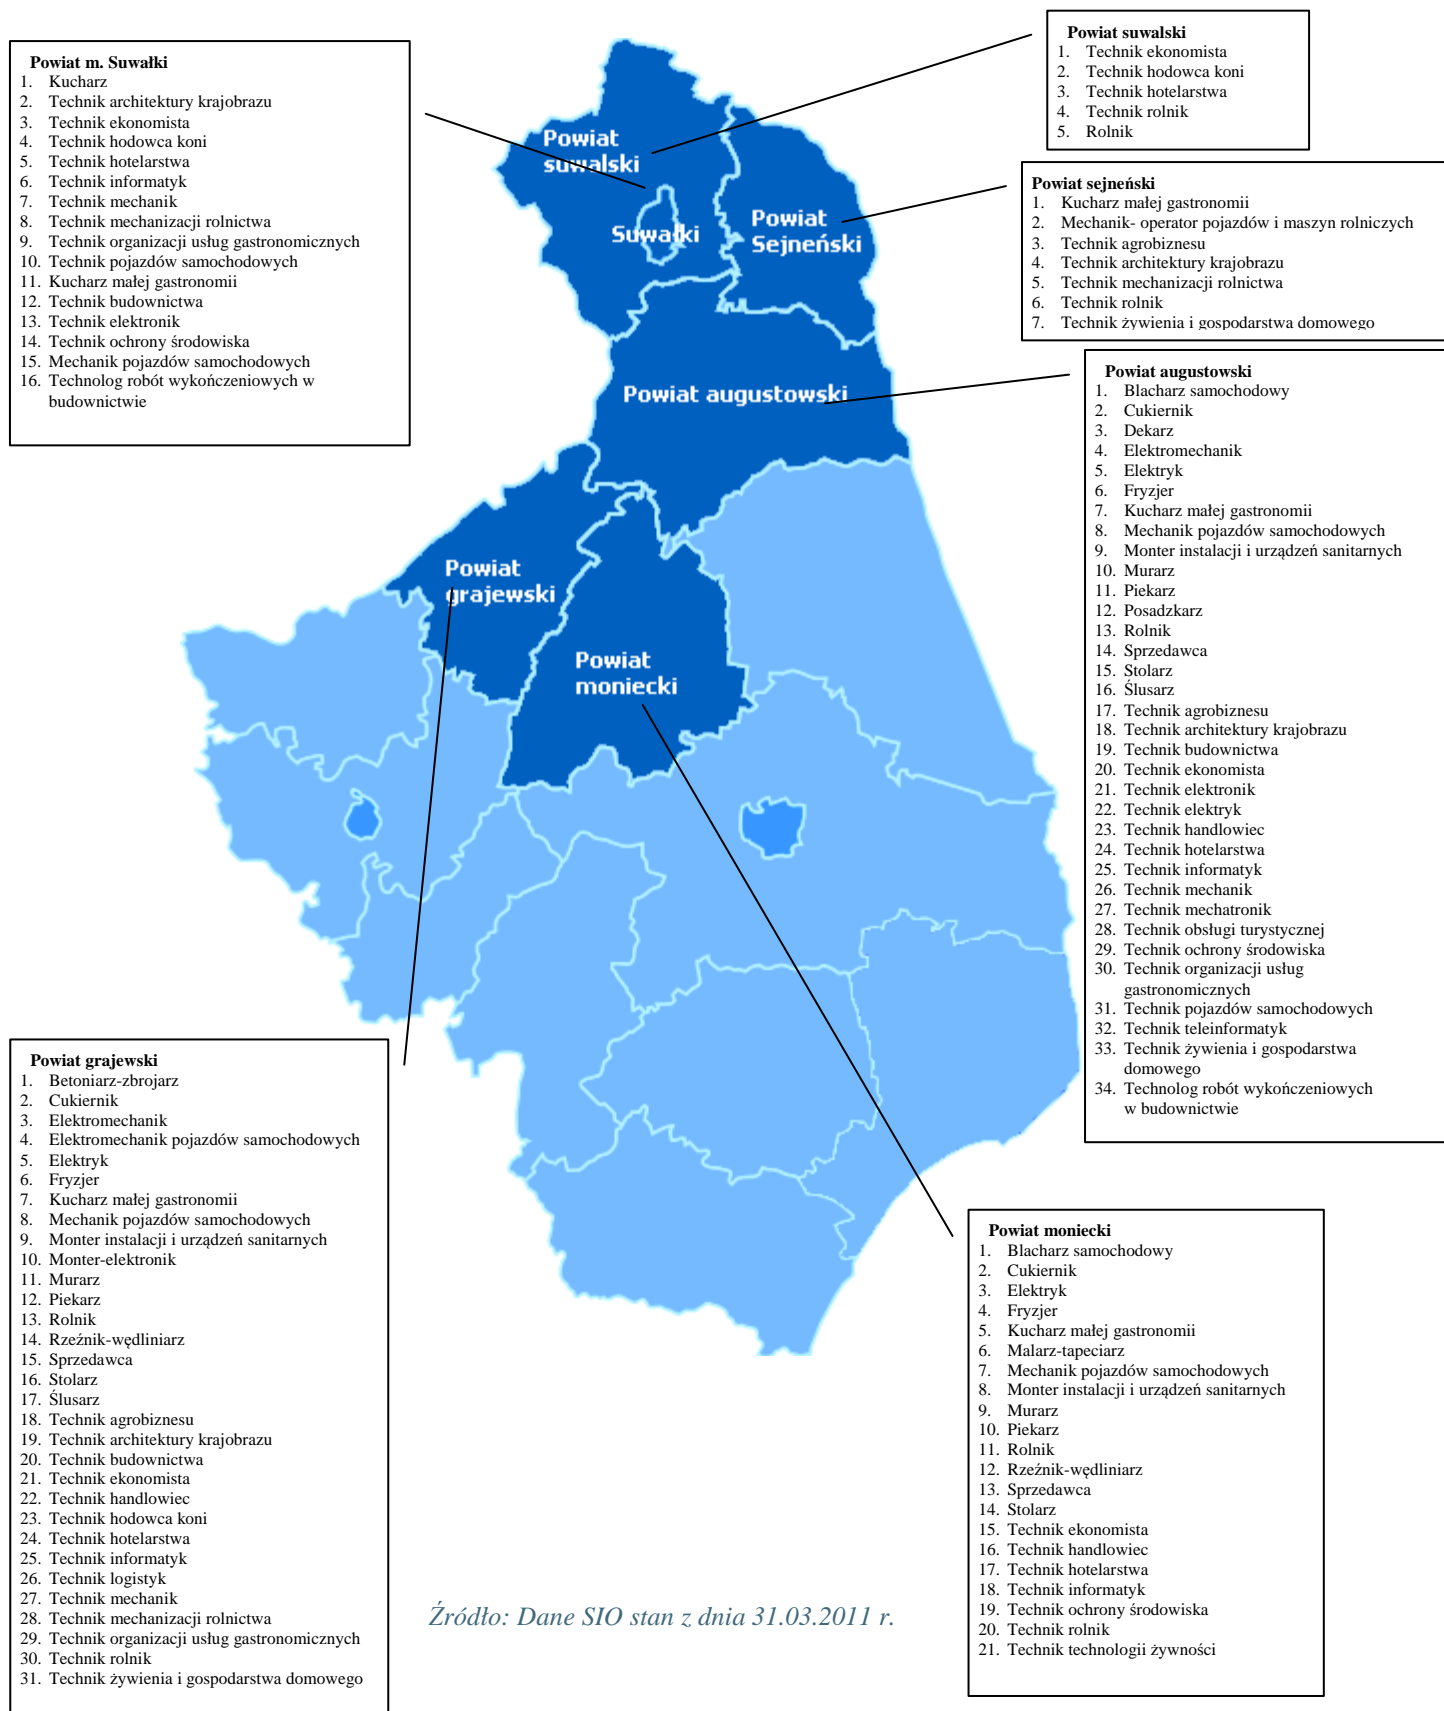 Powiat m. Suwałki
1. Kucharz
2. Technik architektury krajobrazu
3. Technik ekonomista
4. Technik hodowca koni
5. Technik hotelarstwa
6. Technik informatyk
7. Technik mechanik
8. Technik mechanizacji rolnictwa
9. Technik organizacji usług gastronomicznych
10. Technik pojazdów samochodowych
11. Kucharz małej gastronomii
12. Technik budownictwa
13. Technik elektronik
14. Technik ochrony środowiska
15. Mechanik pojazdów samochodowych
16. Technolog robót wykończeniowych w
budownictwie
Powiat suwalski
1. Technik ekonomista
2. Technik hodowca koni
3. Technik hotelarstwa
4. Technik rolnik
5. Rolnik
Powiat sejneński
1. Kucharz małej gastronomii
2. Mechanik- operator pojazdów i maszyn rolniczych
3. Technik agrobiznesu
4. Technik architektury krajobrazu
5. Technik mechanizacji rolnictwa
6. Technik rolnik
7. Technik żywienia i gospodarstwa domowego
Powiat augustowski
1. Blacharz samochodowy
2. Cukiernik
3. Dekarz
4. Elektromechanik
5. Elektryk
6. Fryzjer
7. Kucharz małej gastronomii
8. Mechanik pojazdów samochodowych
9. Monter instalacji i urządzeń sanitarnych
10. Murarz
11. Piekarz
12. Posadzkarz
13. Rolnik
14. Sprzedawca
15. Stolarz
16. Ślusarz
17. Technik agrobiznesu
18. Technik architektury krajobrazu
19. Technik budownictwa
20. Technik ekonomista
21. Technik elektronik
22. Technik elektryk
23. Technik handlowiec
24. Technik hotelarstwa
25. Technik informatyk
26. Technik mechanik
27. Technik mechatronik
28. Technik obsługi turystycznej
29. Technik ochrony środowiska
30. Technik organizacji usług
gastronomicznych
31. Technik pojazdów samochodowych
32. Technik teleinformatyk
33. Technik żywienia i gospodarstwa
domowego
34. Technolog robót wykończeniowych
w budownictwie
Powiat
suwalski
Suwałki
Powiat
Sejneński
Powiat augustowski
Powiat
grajewski
Powiat
moniecki
Powiat grajewski
1. Betoniarz-zbrojarz
2. Cukiernik
3. Elektromechanik
4. Elektromechanik pojazdów samochodowych
5. Elektryk
6. Fryzjer
7. Kucharz małej gastronomii
8. Mechanik pojazdów samochodowych
9. Monter instalacji i urządzeń sanitarnych
10. Monter-elektronik
11. Murarz
12. Piekarz
13. Rolnik
14. Rzeźnik-wędliniarz
15. Sprzedawca
16. Stolarz
17. Ślusarz
18. Technik agrobiznesu
19. Technik architektury krajobrazu
20. Technik budownictwa
21. Technik ekonomista
22. Technik handlowiec
23. Technik hodowca koni
24. Technik hotelarstwa
25. Technik informatyk
26. Technik logistyk
27. Technik mechanik
28. Technik mechanizacji rolnictwa
29. Technik organizacji usług gastronomicznych
30. Technik rolnik
31. Technik żywienia i gospodarstwa domowego
Powiat moniecki
1. Blacharz samochodowy
2. Cukiernik
3. Elektryk
4. Fryzjer
5. Kucharz małej gastronomii
6. Malarz-tapeciarz
7. Mechanik pojazdów samochodowych
8. Monter instalacji i urządzeń sanitarnych
9. Murarz
10. Piekarz
11. Rolnik
12. Rzeźnik-wędliniarz
13. Sprzedawca
14. Stolarz
15. Technik ekonomista
16. Technik handlowiec
17. Technik hotelarstwa
18. Technik informatyk
19. Technik ochrony środowiska
20. Technik rolnik
21. Technik technologii żywności
Źródło: Dane SIO stan z dnia 31.03.2011 r.